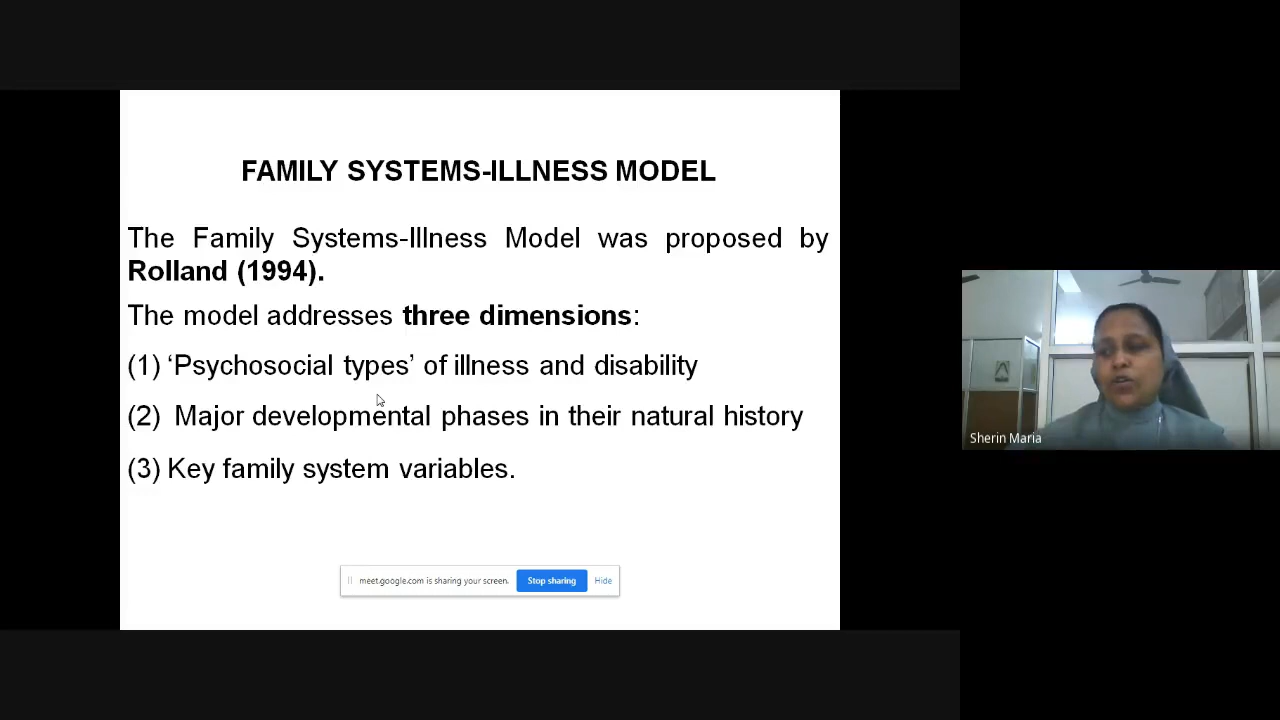 FAMILY SYSTEMS-ILLNESS MODEL
The Family Systems-Illness Model was proposed by
Rolland (1994).
The model addresses three dimensions:
(1) ‘Psychosocial types’ of illness and disability
(2) Major developmental phases in their natural history
(3) Key family system variables.
meet.google.com is sharing your screen. Stop sharing Hide
Sherin Maria